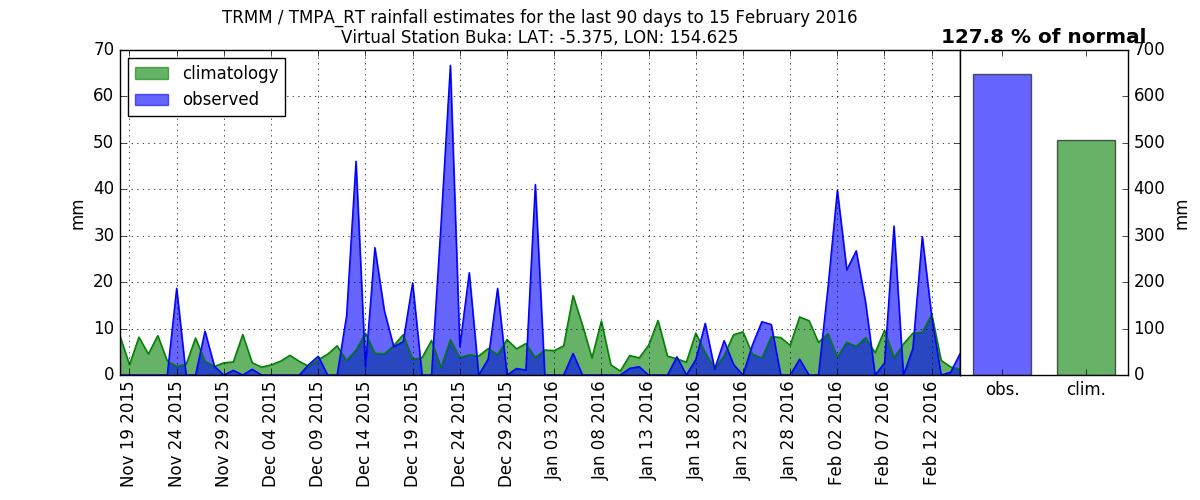 TRMM / TMPA_RT rainfall estimates for the last 90 days to 15 February 2016
Virtual Station Buka: LAT: -5.375, LON: 154.625
127.8 % of normal
climatology
observed
70
60
50
40
30
20
10
0
mm
700
600
500
400
300
200
100
0
mm
Nov 19 2015
Nov 24 2015
Nov 29 2015
Dec 04 2015
Dec 09 2015
Dec 14 2015
Dec 19 2015
Dec 24 2015
Dec 29 2015
Jan 03 2016
Jan 08 2016
Jan 13 2016
Jan 18 2016
Jan 23 2016
Jan 28 2016
Feb 02 2016
Feb 07 2016
Feb 12 2016
obs.
clim.